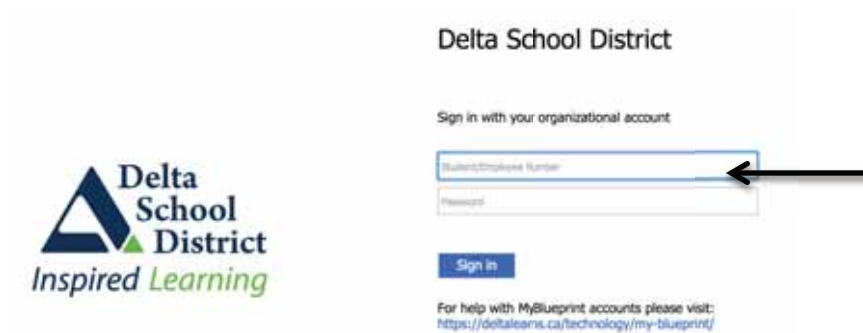 Delta School District
Sign in with your organizational account
Student/Employee Number
Password
Sign in
For help with MyBlueprint accounts please visit:
https://deltalearns.ca/technology/my-blueprint/
Delta
School
District
Inspired Learning